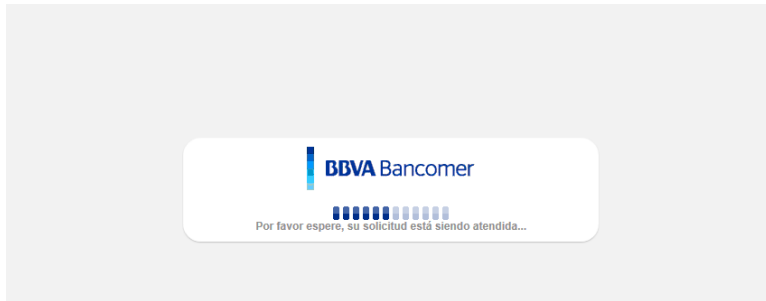 BBVA Bancomer
Por favor espere, su solicitud está siendo atendida...